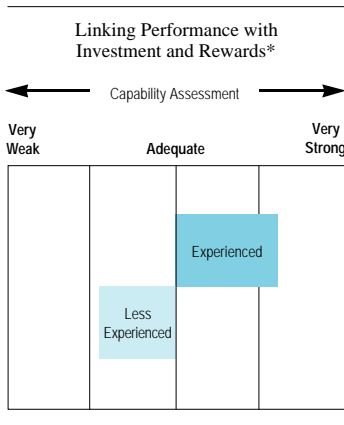 Linking Performance with
Investment and Rewards*
Capability Assessment
Very
Weak
Adequate
Very
Strong
Experienced
Less
Experienced